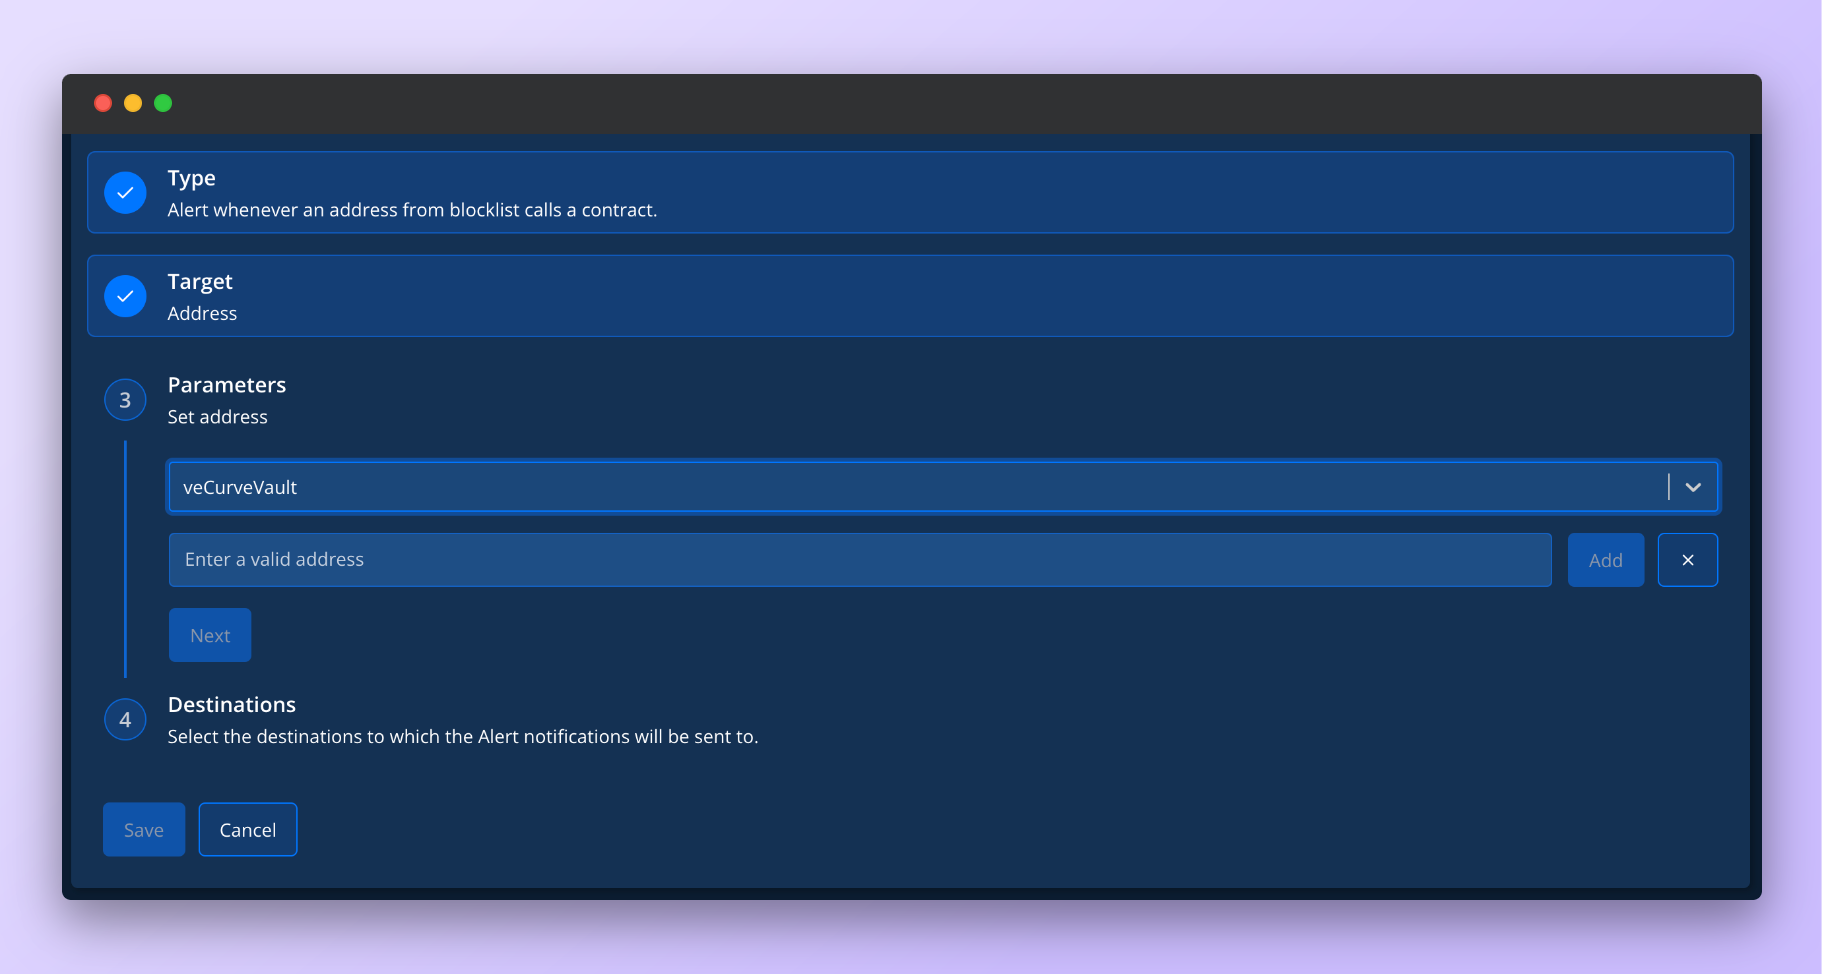 Type
Alert whenever an address from blocklist calls a contract.
Target
Address
3
Parameters
Set address
veCurveVault
Enter a valid address
Add
Next
4
Destinations
Select the destinations to which the Alert notifications will be sent to.
Save
Cancel